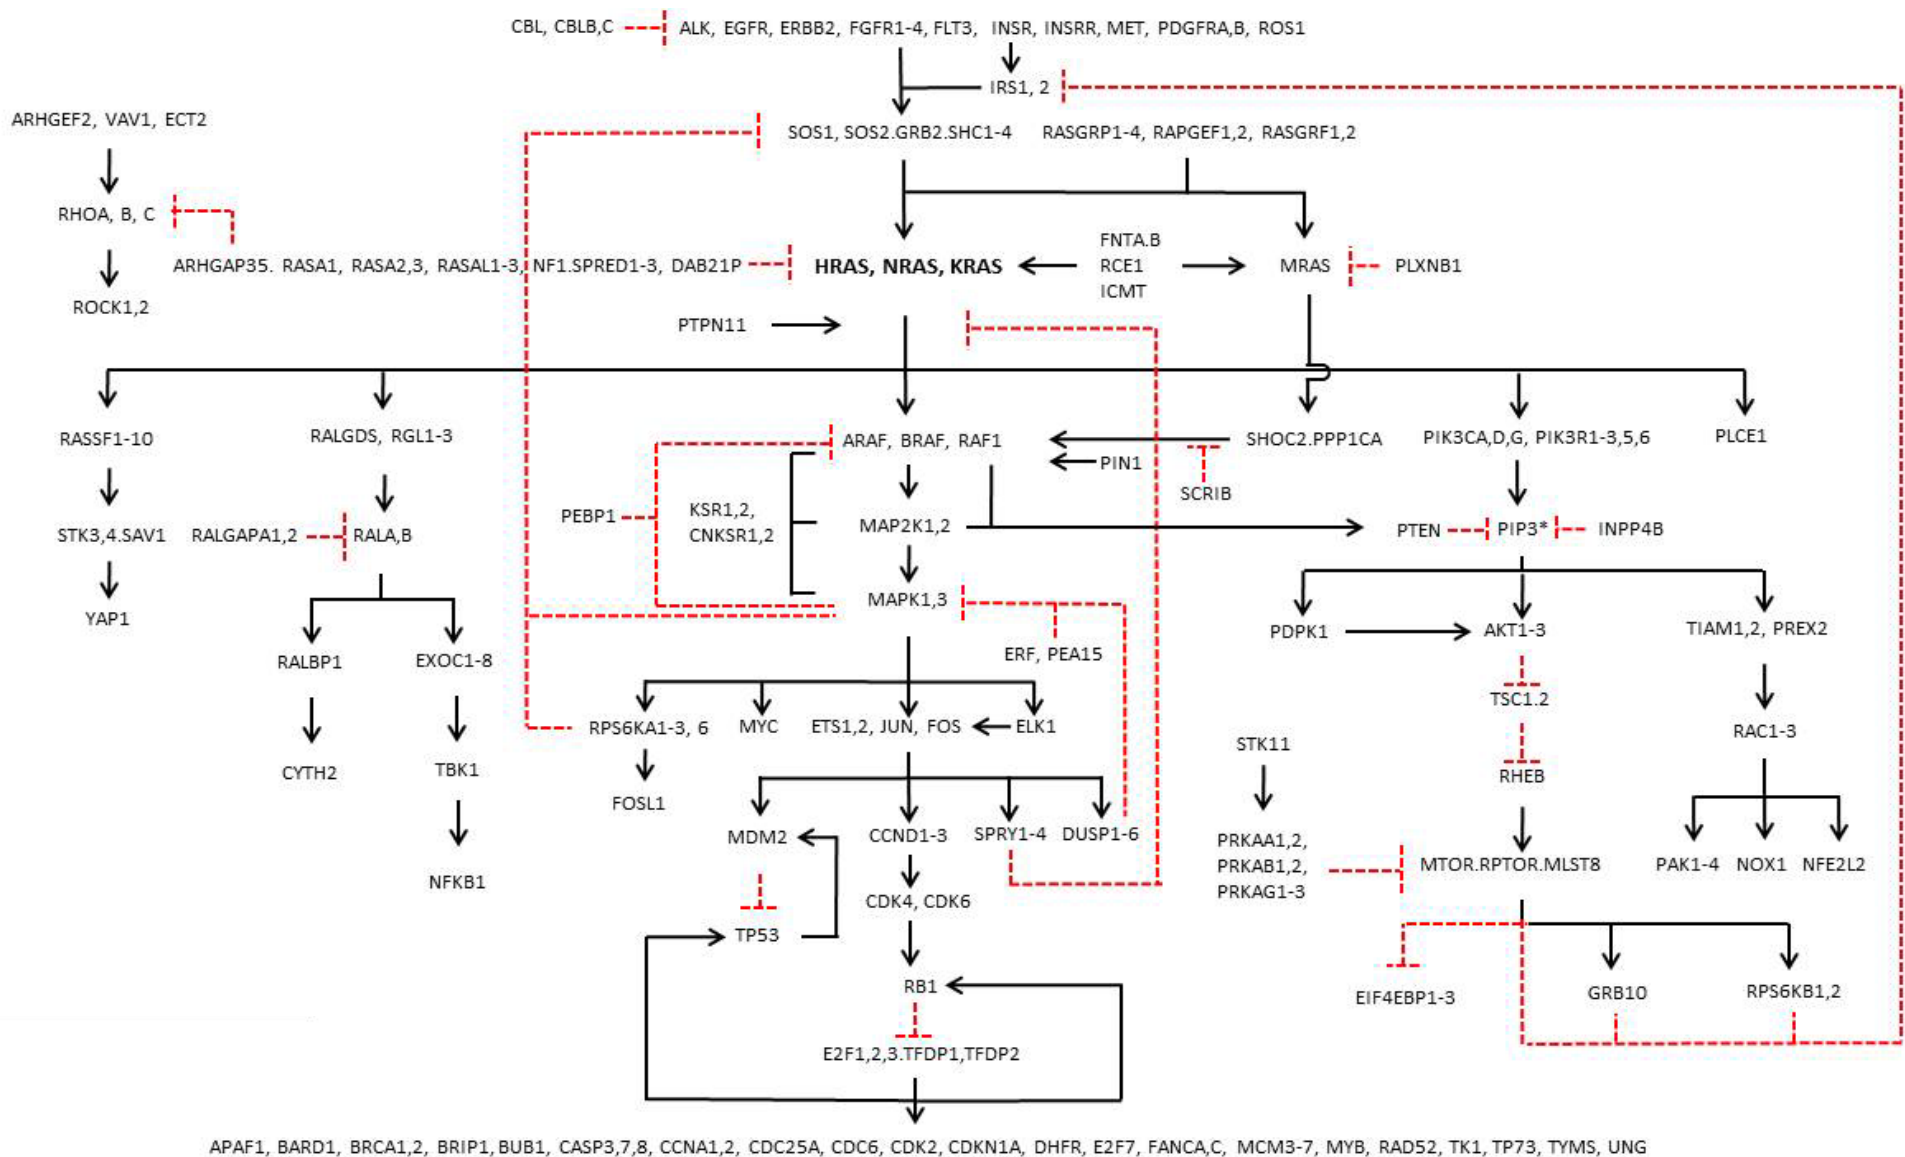 CBL, CBLB,C
ALK, EGFR, ERBB2, FGFR1-4, FLT3, INSR, INSRR, MET, PDGFRA,B, ROS1
IRS1, 2
ARHGEF2, VAV1, ECT2
SOS1, SOS2.GRB2.SHC1-4
RASGRP1-4, RAPGEF1,2, RASGRF1,2
RHOA, B, C
ARHGAP35. RASA1, RASA2,3, RASAL1-3, NF1.SPRED1-3, DAB21P
HRAS, NRAS, KRAS
FNTA.B
RCE1
ICMT
MRAS
PLXNB1
ROCK1,2
PTPN11
RASSF1-10
RALGDS, RGL1-3
ARAF, BRAF, RAF1
SHOC2.PPP1CA
PIK3CA,D,G, PIK3R1-3,5,6
PLCE1
PIN1
SCRIB
PEBP1
KSR1,2,
CNKSR1,2
MAP2K1,2
PTEN
PIP3*
INPP4B
STK3,4.SAV1
RALGAPA1,2
RALA,B
YAP1
MAPK1,3
PDPK1
AKT1-3
TIAM1,2, PREX2
RALBP1
EXOC1-8
ERF, PEA15
RPS6KA1-3, 6
MYC
ETS1,2, JUN, FOS
ELK1
TSC1.2
RAC1-3
STK11
CYTH2
TBK1
RHEB
FOSL1
MDM2
CCND1-3
SPRY1-4
DUSP1-6
PRKAA1,2,
PRKAB1,2,
PRKAG1-3
MTOR.RPTOR.MLST8
PAK1-4
NOX1
NFE2L2
NFKB1
CDK4, CDK6
TP53
RB1
EIF4EBP1-3
GRB10
RPS6KB1,2
E2F1,2,3.TFDP1,TFDP2
APAF1, BARD1, BRCA1,2, BRIP1, BUB1, CASP3,7,8, CCNA1,2, CDC25A, CDC6, CDK2, CDKN1A, DHFR, E2F7, FANCA,C, MCM3-7, MYB, RAD52, TK1, TP73, TYMS, UNG